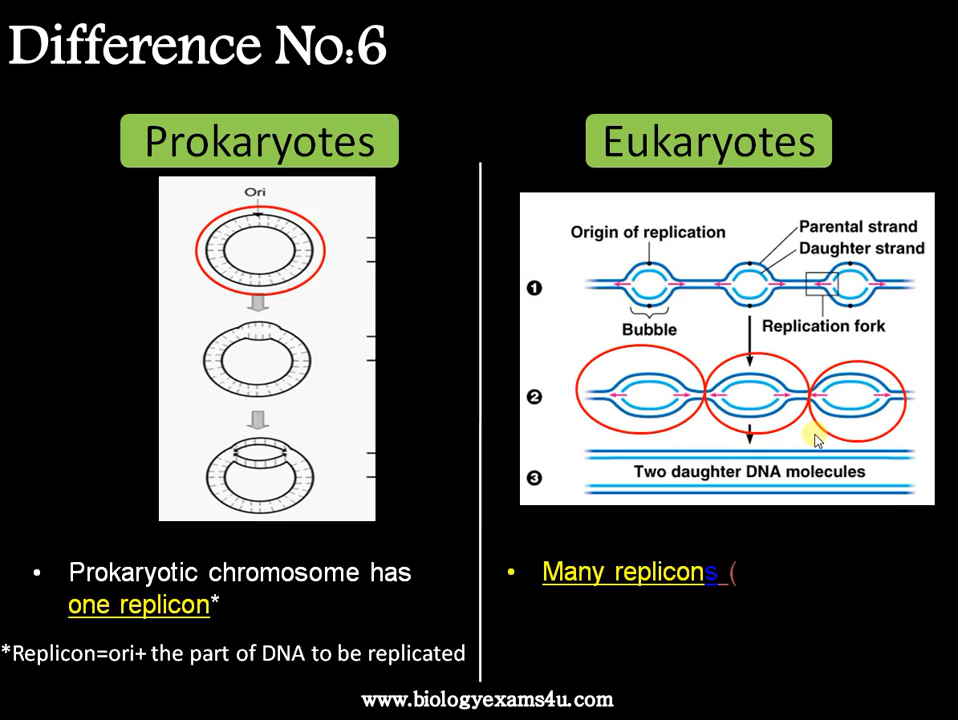 Difference No:6
Prokaryotes
Eukaryotes
Ori
Origin of replication
Parental strand
Daughter strand
1
Bubble
Replication fork
2
3
Two daughter DNA molecules
• Prokaryotic chromosome has
one replicon*
• Many replicons (
*Replicon=ori+ the part of DNA to be replicated
www.biologyexams4u.com